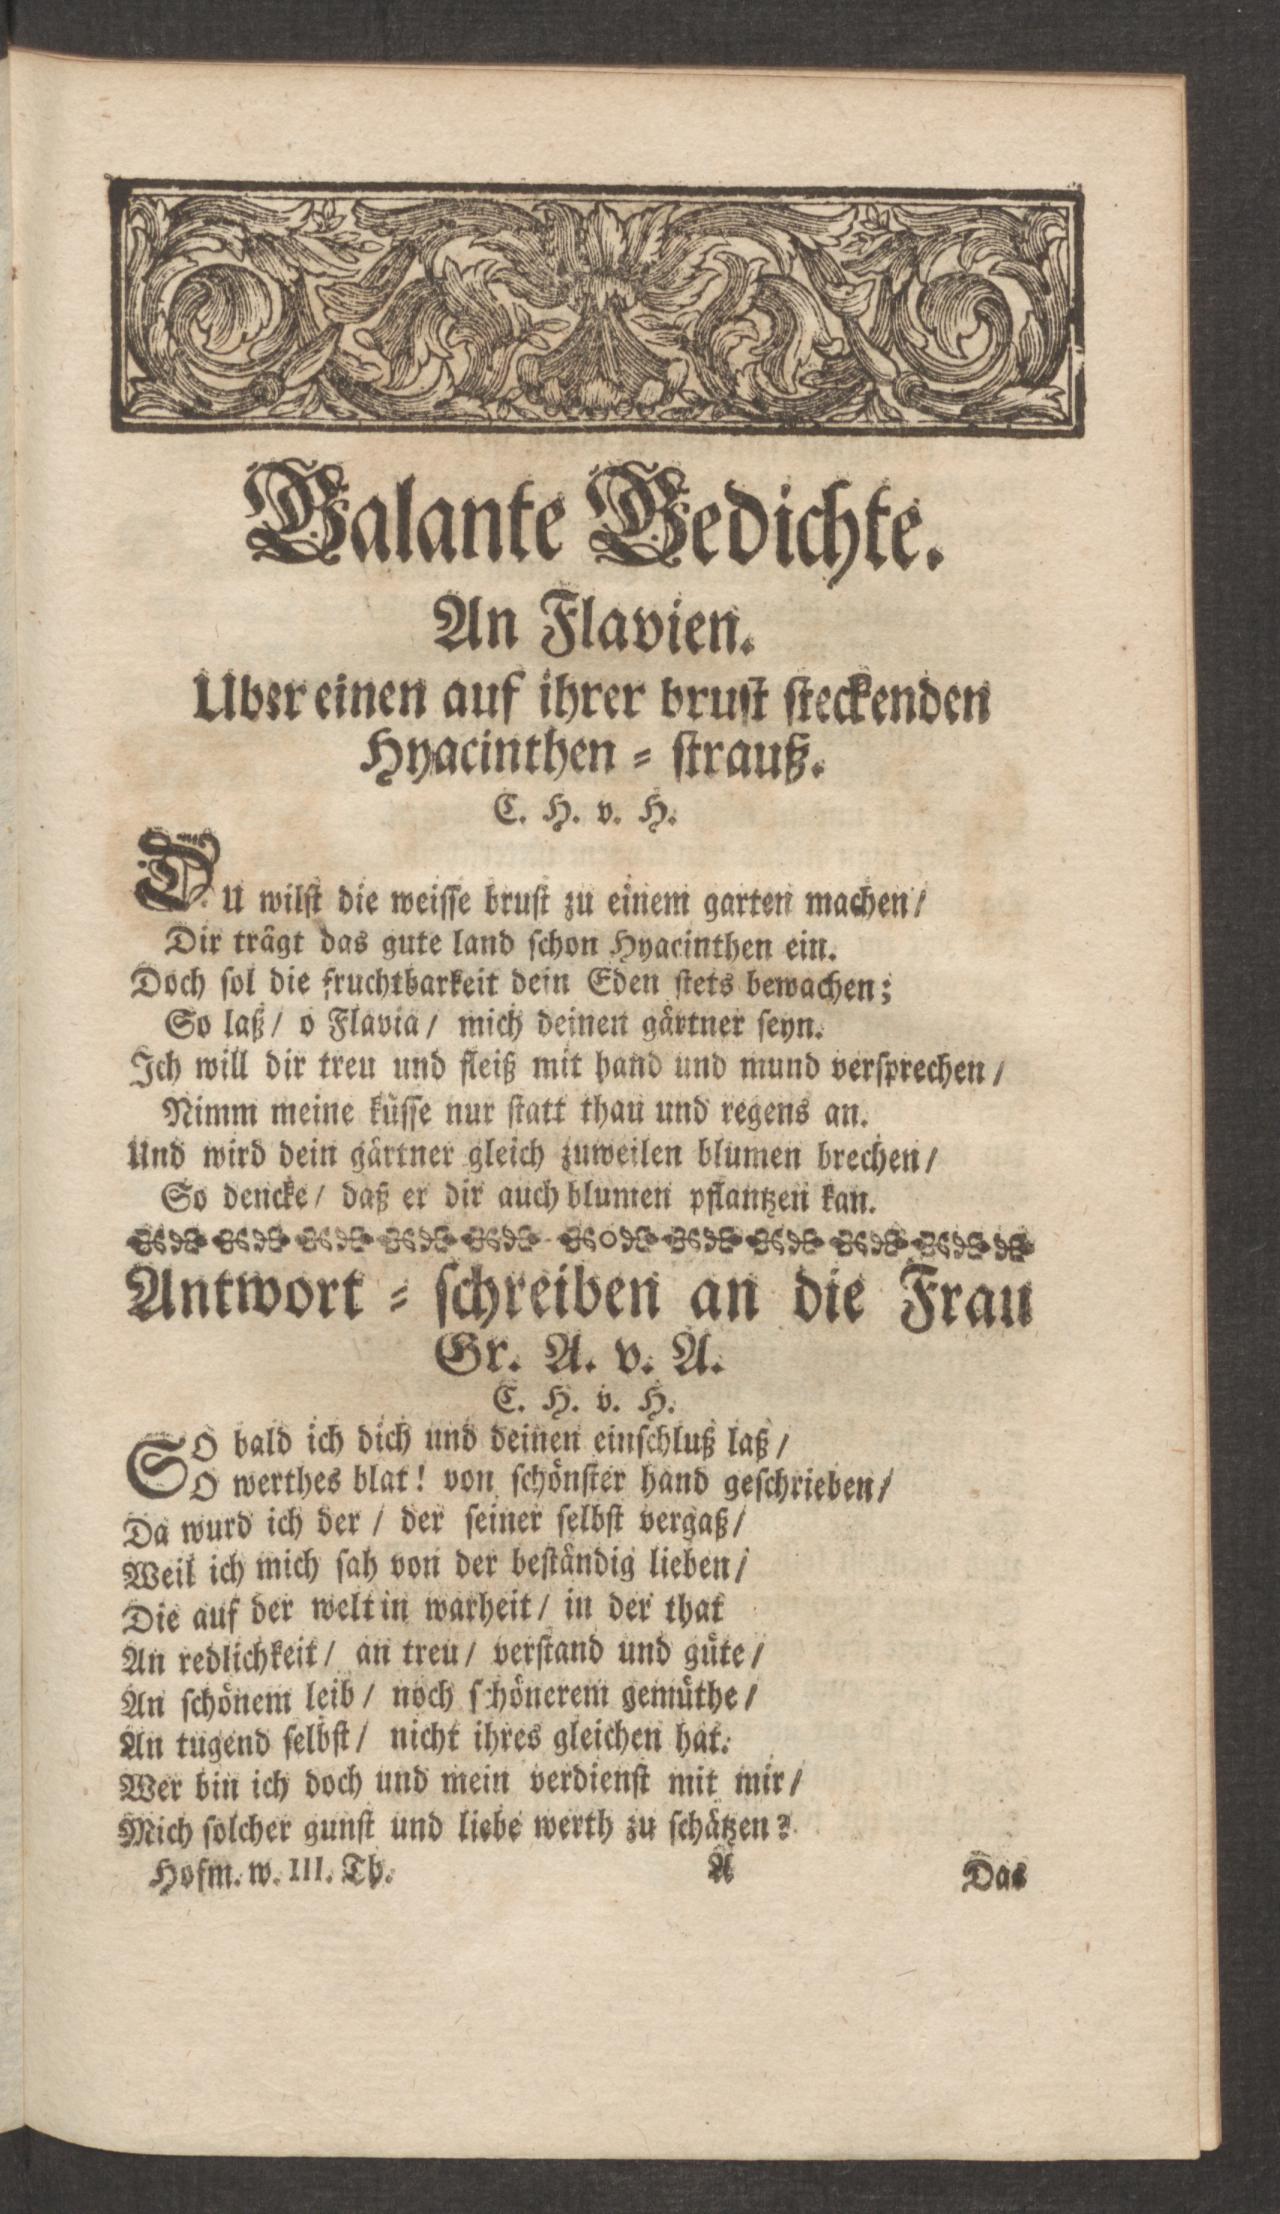 Galante Gedichte.
An Flavien.
Uber einen auf ihrer brust steckenden
Hyacinthen-strauß.
C. H. v. H.
DU wilst die weisse brust zu einem garten machen/
Dir trägt das gute land schon Hyacinthen ein.
Doch sol die fruchtbarkeit dein Eden stets bewachen;
So laß/ o Flavia/ mich deinen gärtner seyn.
Ich will dir treu und fleiß mit hand und mund versprechen/
Nimm meine küsse nur statt thau und regens an.
Und wird dein gärtner gleich zuweilen blumen brechen/
So dencke/ daß er dir auch blumen pflantzen kan.
Antwort-schreiben an die Frau
Gr. A. v. A.
C. H. v. H.
SO bald ich dich und deinen einschluß laß/
O werthes blat! von schönster hand geschrieben/
Da wurd ich der/ der seiner selbst vergaß/
Weil ich mich sah von der beständig lieben/
Die auf der welt in warheit/ in der that
An redlichkeit/ an treu/ verstand und güte/
An schönem leib/ noch schönerem gemüthe/
An tugend selbst/ nicht ihres gleichen hat.
Wer bin ich doch und mein verdienst mit mir/
Mich solcher gunst und liebe werth zu schätzen?
Hofm. w. III. Th. A Das